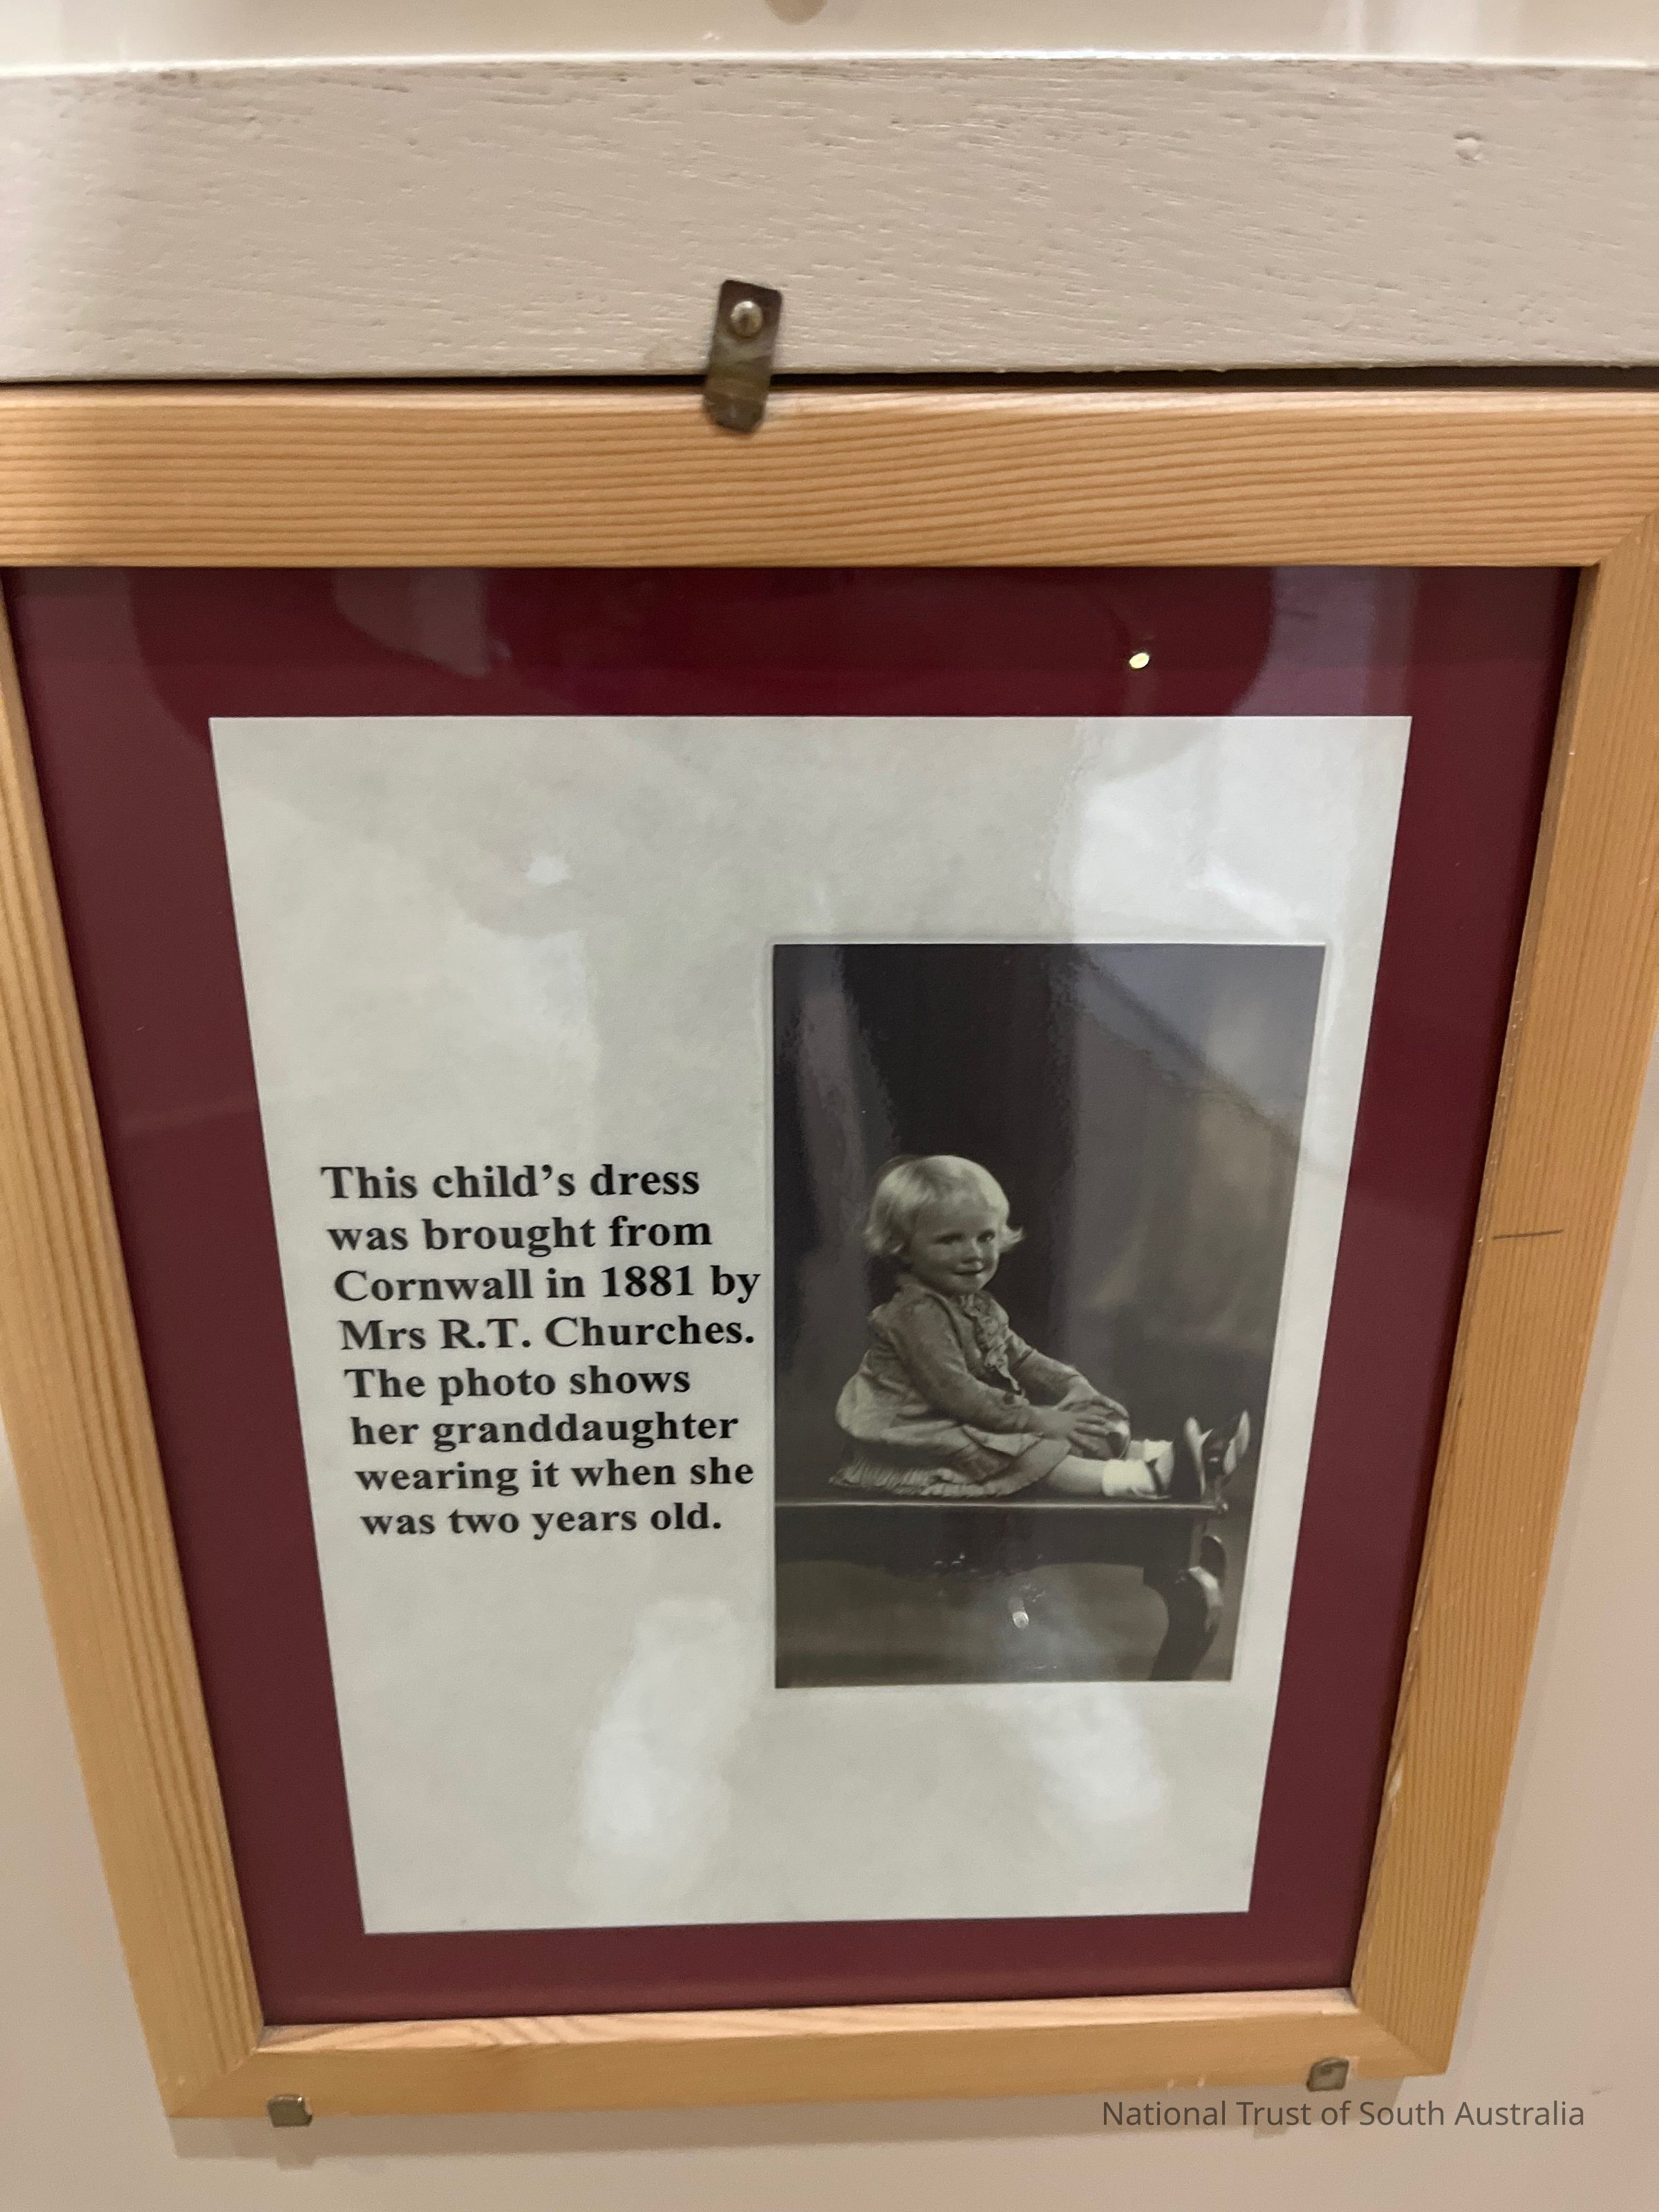 This child’s dress
was brought from
Cornwall in 1881 by
Mrs R.T. Churches.
The photo shows
her granddaughter
wearing it when she
was two years old.
National Trust of South Australia